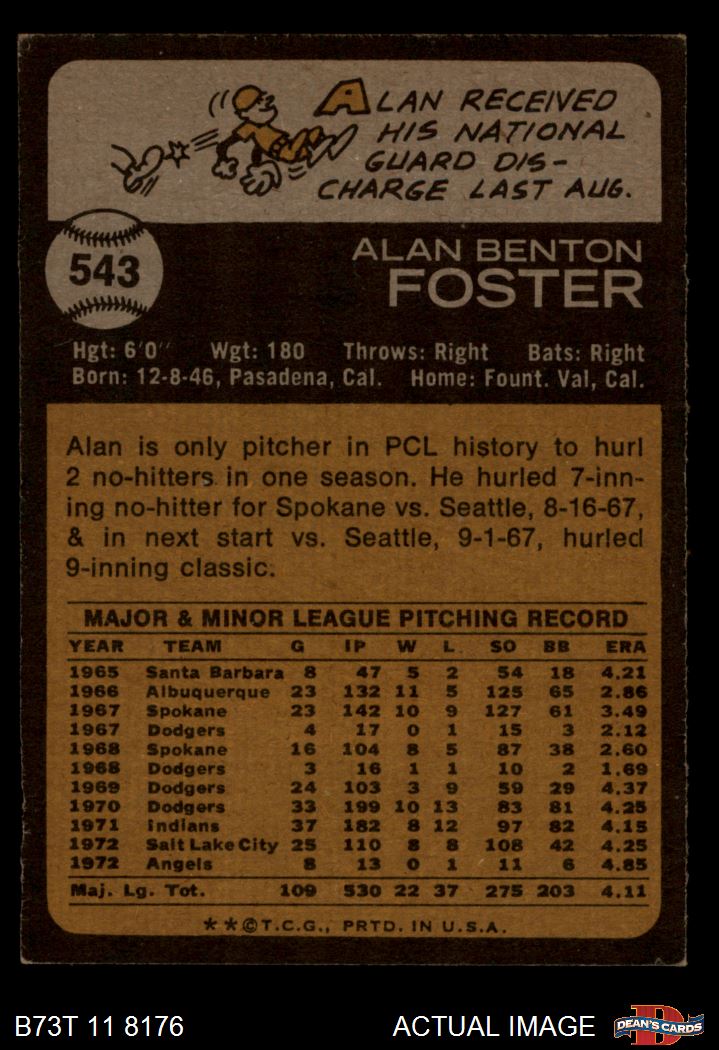 ALAN RECEIVED
HIS NATIONAL
GUARD DIS-
CHARGE LAST AUG.
543
ALAN BENTON
FOSTER
Hgt: 6'0" Wgt: 180 Throws: Right Bats: Right
Born: 12-8-46, Pasadena, Cal. Home: Fount. Val, Cal.
Alan is only pitcher in PCL history to hurl
2 no-hitters in one season. He hurled 7-inn-
ing no-hitter for Spokane vs. Seattle, 8-16-67,
& in next start vs. Seattle, 9-1-67, hurled
9-inning classic.
MAJOR & MINOR LEAGUE PITCHING RECORD
YEAR TEAM G IP W L SO BB ERA
1965 Santa Barbara 8 47 5 2 54 18 4.21
1966 Albuquerque 23 132 11 5 125 65 2.86
1967 Spokane 23 142 10 9 127 61 3.49
1967 Dodgers 4 17 0 1 15 3 2.12
1968 Spokane 16 104 8 5 87 38 2.60
1968 Dodgers 3 16 1 1 10 2 1.69
1969 Dodgers 24 103 3 9 59 29 4.37
1970 Dodgers 33 199 10 13 83 81 4.25
1971 Indians 37 182 8 12 97 82 4.15
1972 Salt Lake City 25 110 8 8 108 42 4.25
1972 Angels 8 13 0 1 11 6 4.85
Maj. Lg. Tot. 109 530 22 37 275 203 4.11
**©T.C.G., PRTD. IN U.S.A.
B73T 11 8176 ACTUAL IMAGE DEAN'S CARDS